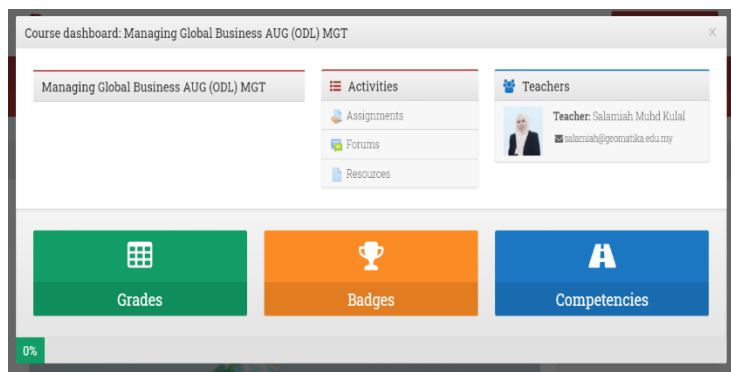 Course dashboard: Managing Global Business AUG (ODL) MGT
×
Managing Global Business AUG (ODL) MGT
Activities
Assignments
Forums
Resources
Teachers
Teacher: Salamiah Muhd Kulal
salamiah@geomatika.edu.my
Grades
Badges
Competencies
0%